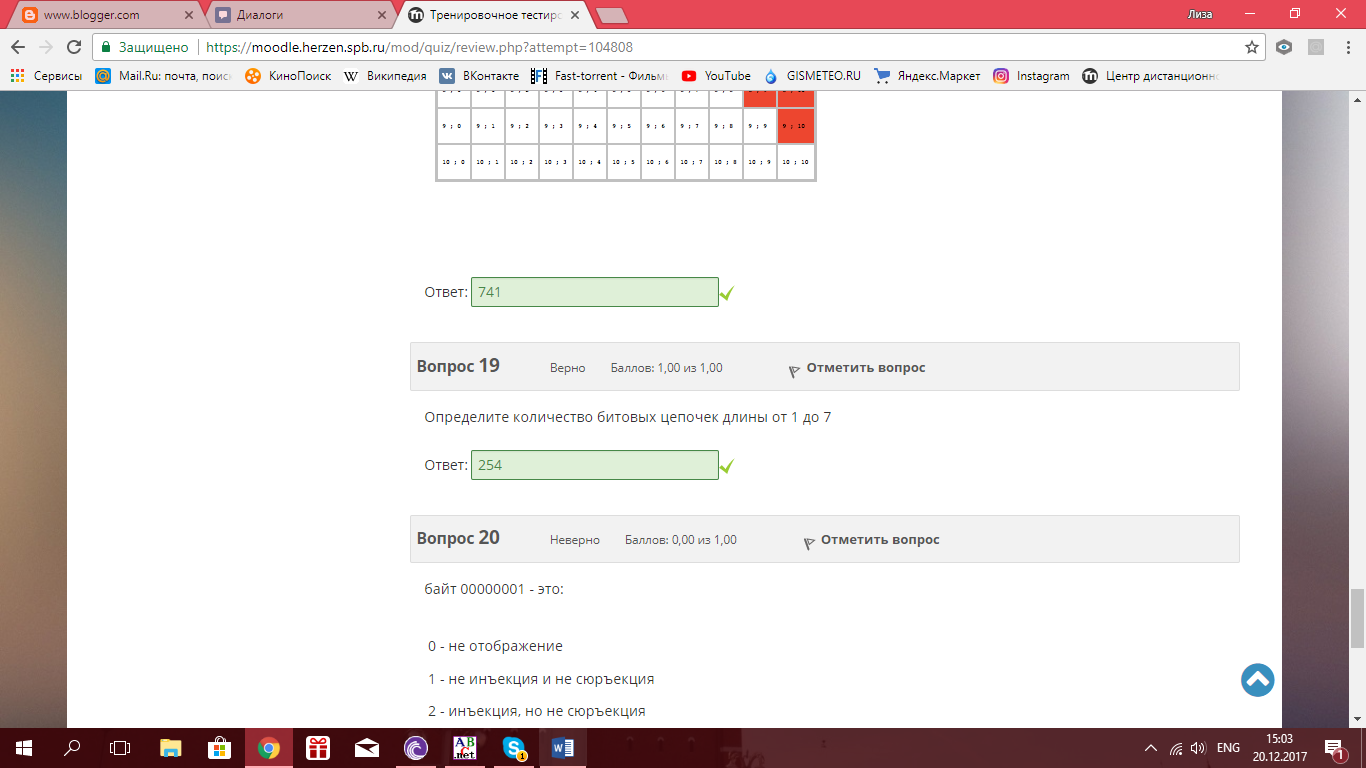 www.blogger.com
Диалоги
Тренировочное тестиро
Лиза
Защищено
https://moodle.herzen.spb.ru/mod/quiz/review.php?attempt=104808
Сервисы
Mail.Ru: почта, поиск
КиноПоиск
Википедия
ВКонтакте
Fast-torrent - Фильмы
YouTube
GISMETEO.RU
Яндекс.Маркет
Instagram
Центр дистанционно
9 ; 0 9 ; 1 9 ; 2 9 ; 3 9 ; 4 9 ; 5 9 ; 6 9 ; 7 9 ; 8 9 ; 9 9 ; 10
10 ; 0 10 ; 1 10 ; 2 10 ; 3 10 ; 4 10 ; 5 10 ; 6 10 ; 7 10 ; 8 10 ; 9 10 ; 10
Ответ: 741
Вопрос 19 Верно Баллов: 1,00 из 1,00 Отметить вопрос
Определите количество битовых цепочек длины от 1 до 7
Ответ: 254
Вопрос 20 Неверно Баллов: 0,00 из 1,00 Отметить вопрос
байт 00000001 - это:
0 - не отображение
1 - не инъекция и не сюръекция
2 - инъекция, но не сюръекция
ENG
15:03
20.12.2017